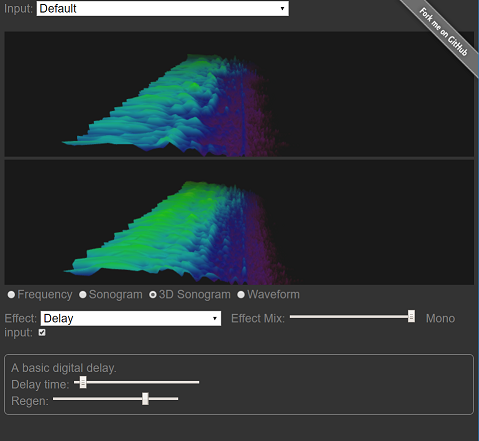 Input: Default
Fork me on GitHub
Frequency Sonogram 3D Sonogram Waveform
Effect: Delay Effect Mix: Mono
input:
A basic digital delay.
Delay time:
Regen: